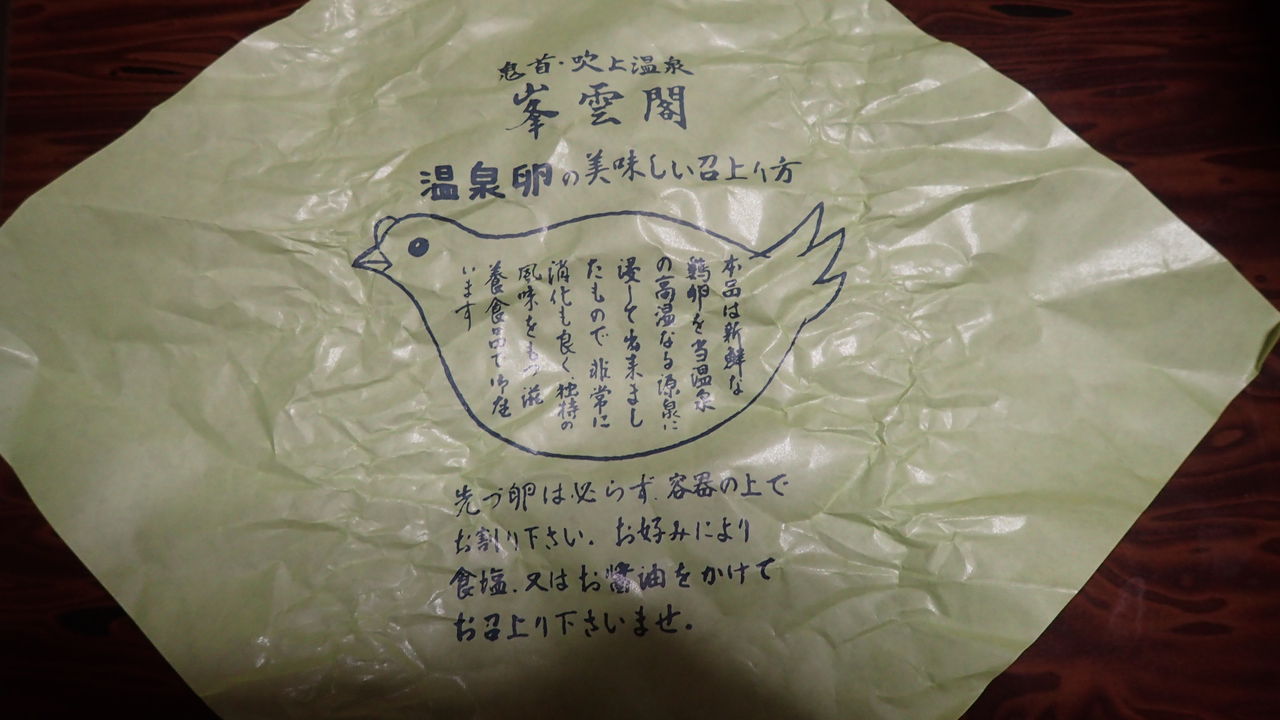 鬼首・吹上温泉
峯雲閣
温泉卵の美味しい召上り方
本品は新鮮な
鶏卵を当温泉
の高温なる源泉に
浸して出来まし
たもので非常に
消化も良く、独特の
風味をもつ滋
養食品で御座
います
先づ卵は必らず、容器の上で
お割り下さい。お好みにより
食塩、又はお醤油をかけて
お召上り下さいませ。